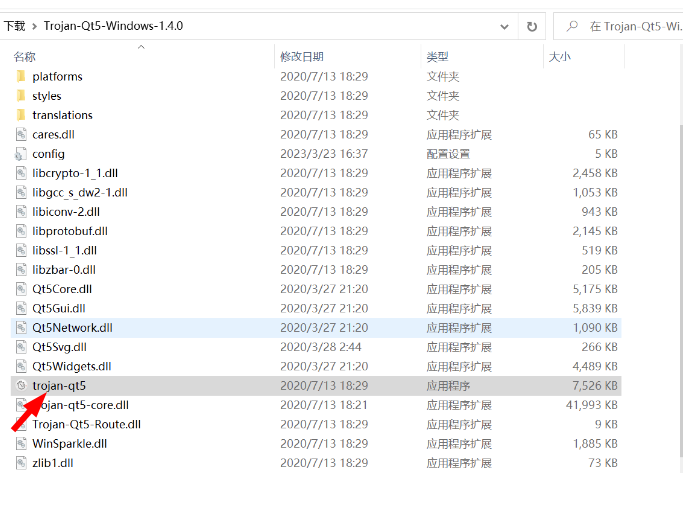 下载 > Trojan-Qt5-Windows-1.4.0 在 Trojan-Qt5-Wi...
名称 修改日期 类型 大小
platforms 2020/7/13 18:29 文件夹
styles 2020/7/13 18:29 文件夹
translations 2020/7/13 18:29 文件夹
cares.dll 2020/7/13 18:29 应用程序扩展 65 KB
config 2023/3/23 16:37 配置设置 5 KB
libcrypto-1_1.dll 2020/7/13 18:29 应用程序扩展 2,458 KB
libgcc_s_dw2-1.dll 2020/7/13 18:29 应用程序扩展 1,053 KB
libiconv-2.dll 2020/7/13 18:29 应用程序扩展 943 KB
libprotobuf.dll 2020/7/13 18:29 应用程序扩展 2,145 KB
libssl-1_1.dll 2020/7/13 18:29 应用程序扩展 519 KB
libzbar-0.dll 2020/7/13 18:29 应用程序扩展 205 KB
Qt5Core.dll 2020/3/27 21:20 应用程序扩展 5,175 KB
Qt5Gui.dll 2020/3/27 21:20 应用程序扩展 5,839 KB
Qt5Network.dll 2020/3/27 21:20 应用程序扩展 1,090 KB
Qt5Svg.dll 2020/3/28 2:44 应用程序扩展 266 KB
Qt5Widgets.dll 2020/3/27 21:20 应用程序扩展 4,489 KB
trojan-qt5 2020/7/13 18:29 应用程序 7,526 KB
trojan-qt5-core.dll 2020/7/13 18:21 应用程序扩展 41,993 KB
Trojan-Qt5-Route.dll 2020/7/13 18:29 应用程序扩展 9 KB
WinSparkle.dll 2020/7/13 18:29 应用程序扩展 1,885 KB
zlib1.dll 2020/7/13 18:29 应用程序扩展 73 KB